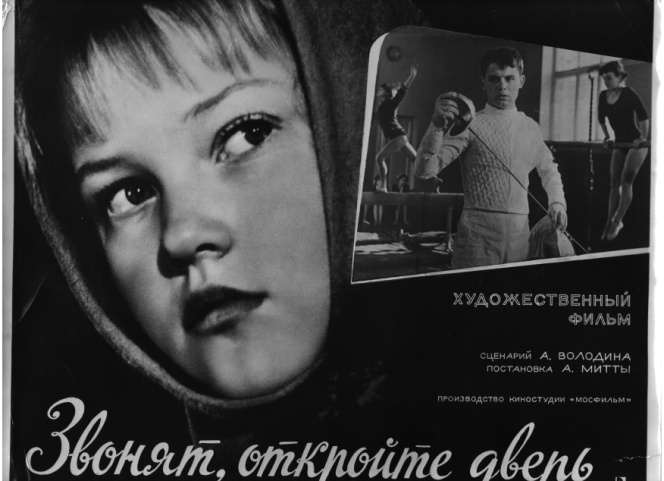 ХУДОЖЕСТВЕННЫЙ
ФИЛЬМ
СЦЕНАРИЙ А. ВОЛОДИНА
ПОСТАНОВКА А. МИТТЫ
ПРОИЗВОДСТВО КИНОСТУДИИ «МОСФИЛЬМ»
Звонят, откройте дверь